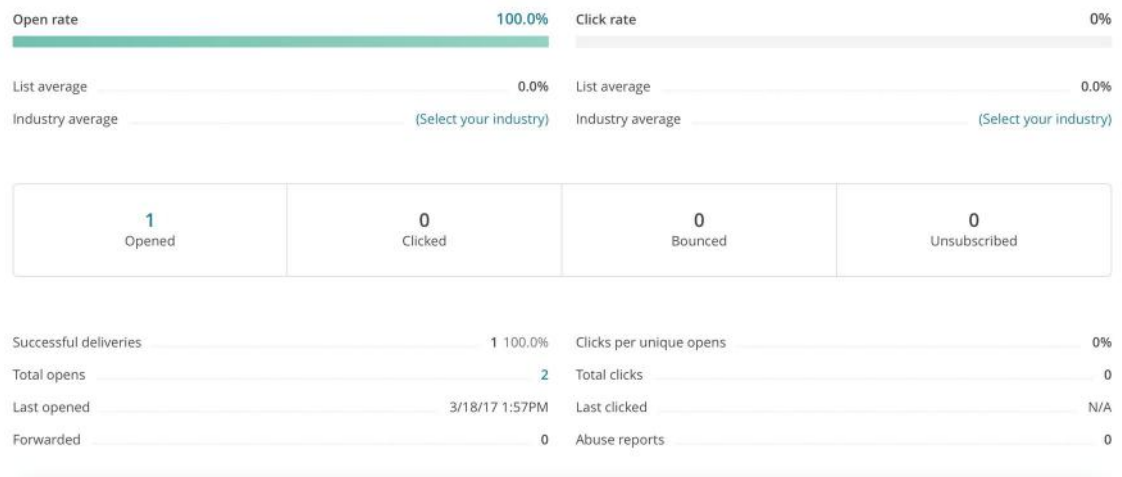 Open rate 100.0% Click rate 0%
List average 0.0% List average 0.0%
Industry average (Select your industry) Industry average (Select your industry)
1 0 0 0
Opened Clicked Bounced Unsubscribed
Successful deliveries 1 100.0% Clicks per unique opens 0%
Total opens 2 Total clicks 0
Last opened 3/18/17 1:57PM Last clicked N/A
Forwarded 0 Abuse reports 0